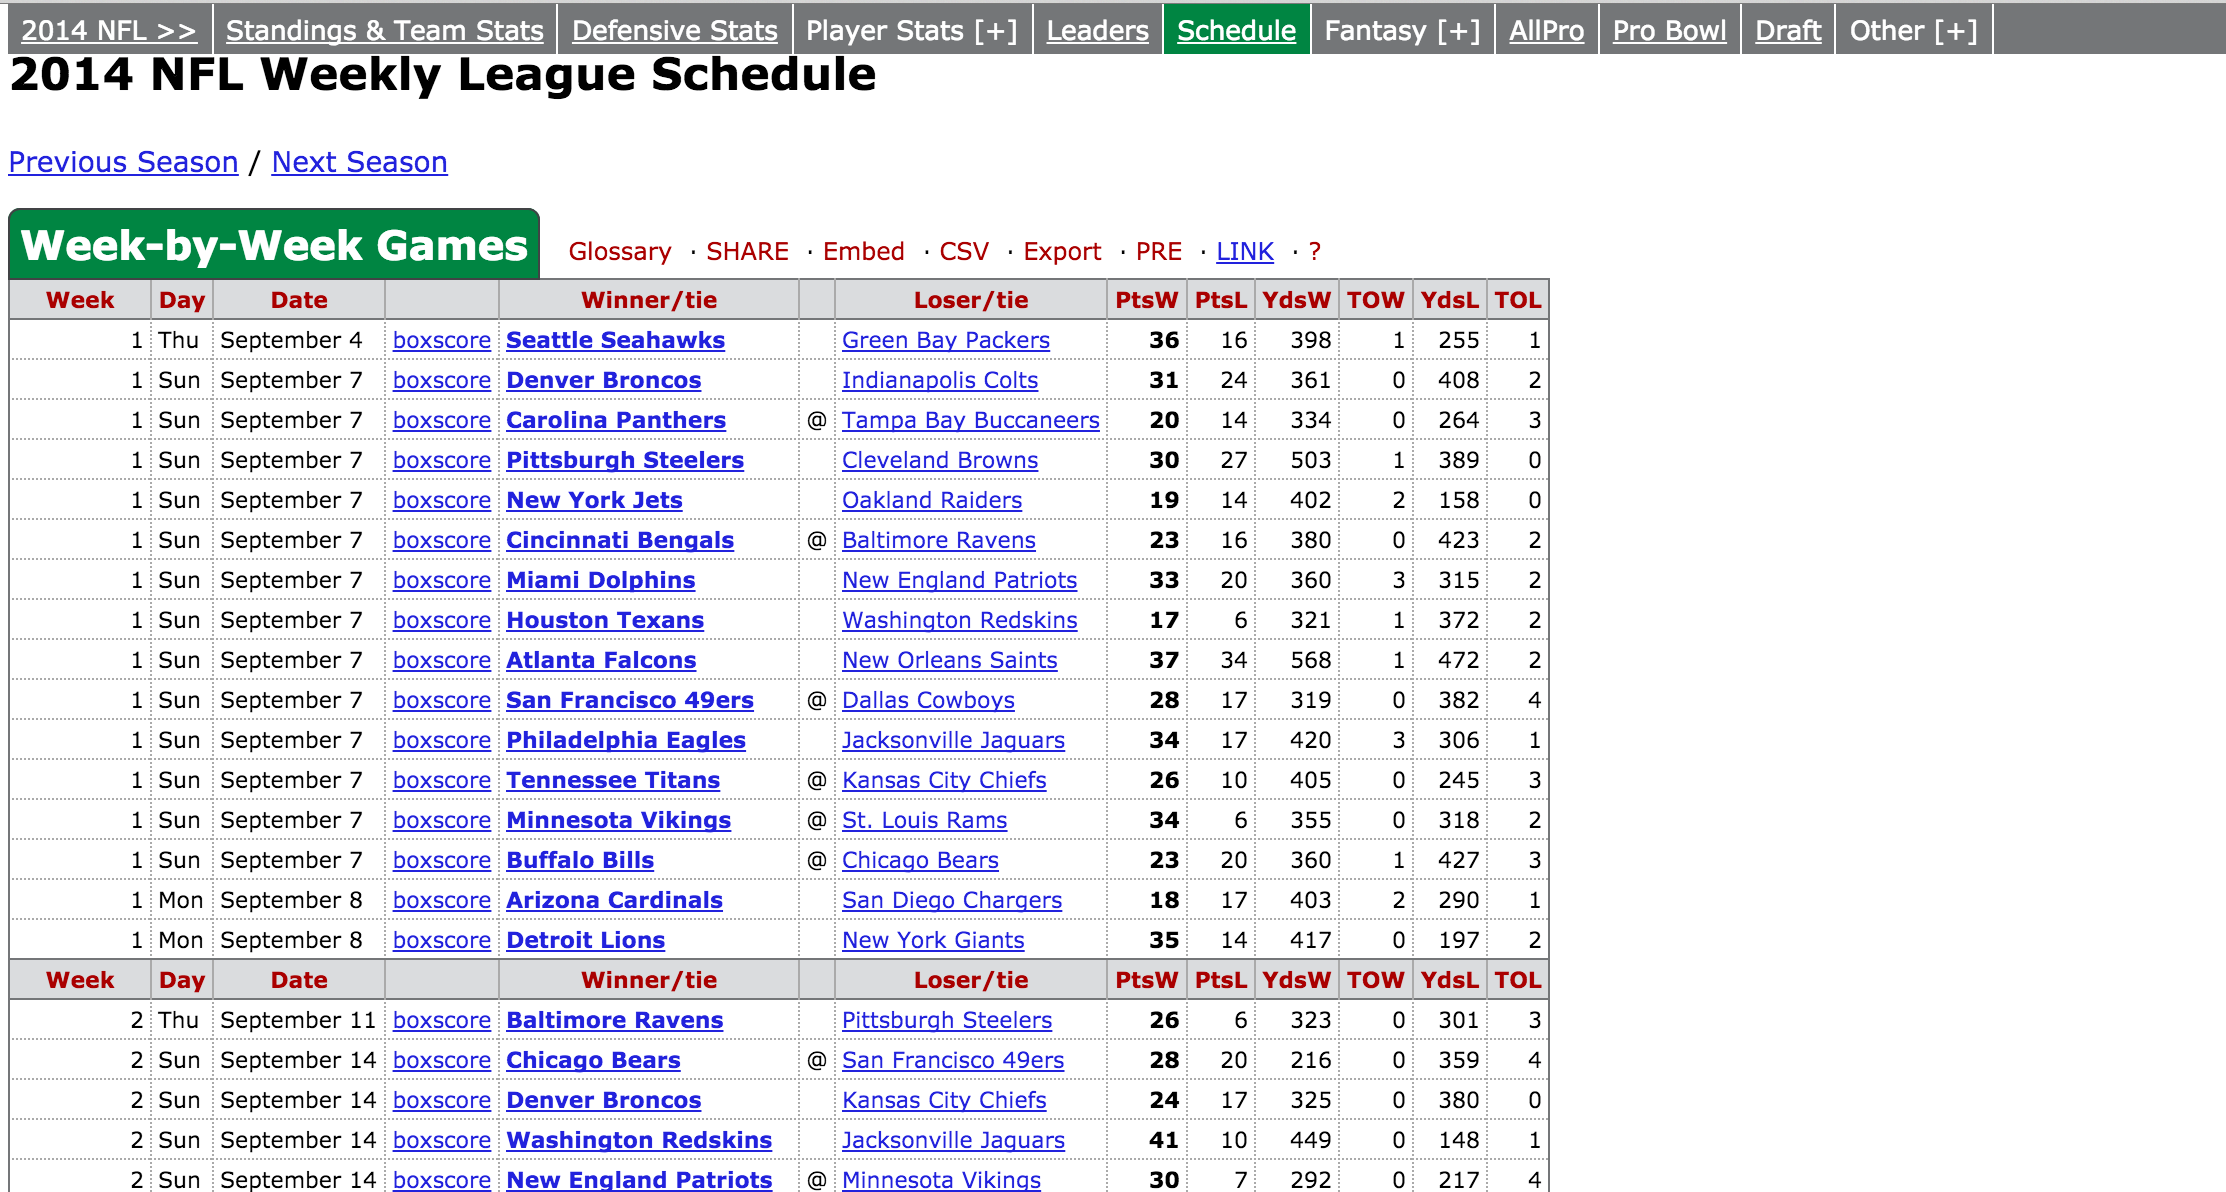 2014 NFL >> Standings & Team Stats Defensive Stats Player Stats [+] Leaders Schedule Fantasy [+] AllPro Pro Bowl Draft Other [+]
2014 NFL Weekly League Schedule
Previous Season / Next Season
Week-by-Week Games Glossary · SHARE · Embed · CSV · Export · PRE · LINK · ?
Week Day Date Winner/tie Loser/tie PtsW PtsL YdsW TOW YdsL TOL
1 Thu September 4 boxscore Seattle Seahawks Green Bay Packers 36 16 398 1 255 1
1 Sun September 7 boxscore Denver Broncos Indianapolis Colts 31 24 361 0 408 2
1 Sun September 7 boxscore Carolina Panthers @ Tampa Bay Buccaneers 20 14 334 0 264 3
1 Sun September 7 boxscore Pittsburgh Steelers Cleveland Browns 30 27 503 1 389 0
1 Sun September 7 boxscore New York Jets Oakland Raiders 19 14 402 2 158 0
1 Sun September 7 boxscore Cincinnati Bengals @ Baltimore Ravens 23 16 380 0 423 2
1 Sun September 7 boxscore Miami Dolphins New England Patriots 33 20 360 3 315 2
1 Sun September 7 boxscore Houston Texans Washington Redskins 17 6 321 1 372 2
1 Sun September 7 boxscore Atlanta Falcons New Orleans Saints 37 34 568 1 472 2
1 Sun September 7 boxscore San Francisco 49ers @ Dallas Cowboys 28 17 319 0 382 4
1 Sun September 7 boxscore Philadelphia Eagles Jacksonville Jaguars 34 17 420 3 306 1
1 Sun September 7 boxscore Tennessee Titans @ Kansas City Chiefs 26 10 405 0 245 3
1 Sun September 7 boxscore Minnesota Vikings @ St. Louis Rams 34 6 355 0 318 2
1 Sun September 7 boxscore Buffalo Bills @ Chicago Bears 23 20 360 1 427 3
1 Mon September 8 boxscore Arizona Cardinals San Diego Chargers 18 17 403 2 290 1
1 Mon September 8 boxscore Detroit Lions New York Giants 35 14 417 0 197 2
Week Day Date Winner/tie Loser/tie PtsW PtsL YdsW TOW YdsL TOL
2 Thu September 11 boxscore Baltimore Ravens Pittsburgh Steelers 26 6 323 0 301 3
2 Sun September 14 boxscore Chicago Bears @ San Francisco 49ers 28 20 216 0 359 4
2 Sun September 14 boxscore Denver Broncos Kansas City Chiefs 24 17 325 0 380 0
2 Sun September 14 boxscore Washington Redskins Jacksonville Jaguars 41 10 449 0 148 1
2 Sun September 14 boxscore New England Patriots @ Minnesota Vikings 30 7 292 0 217 4